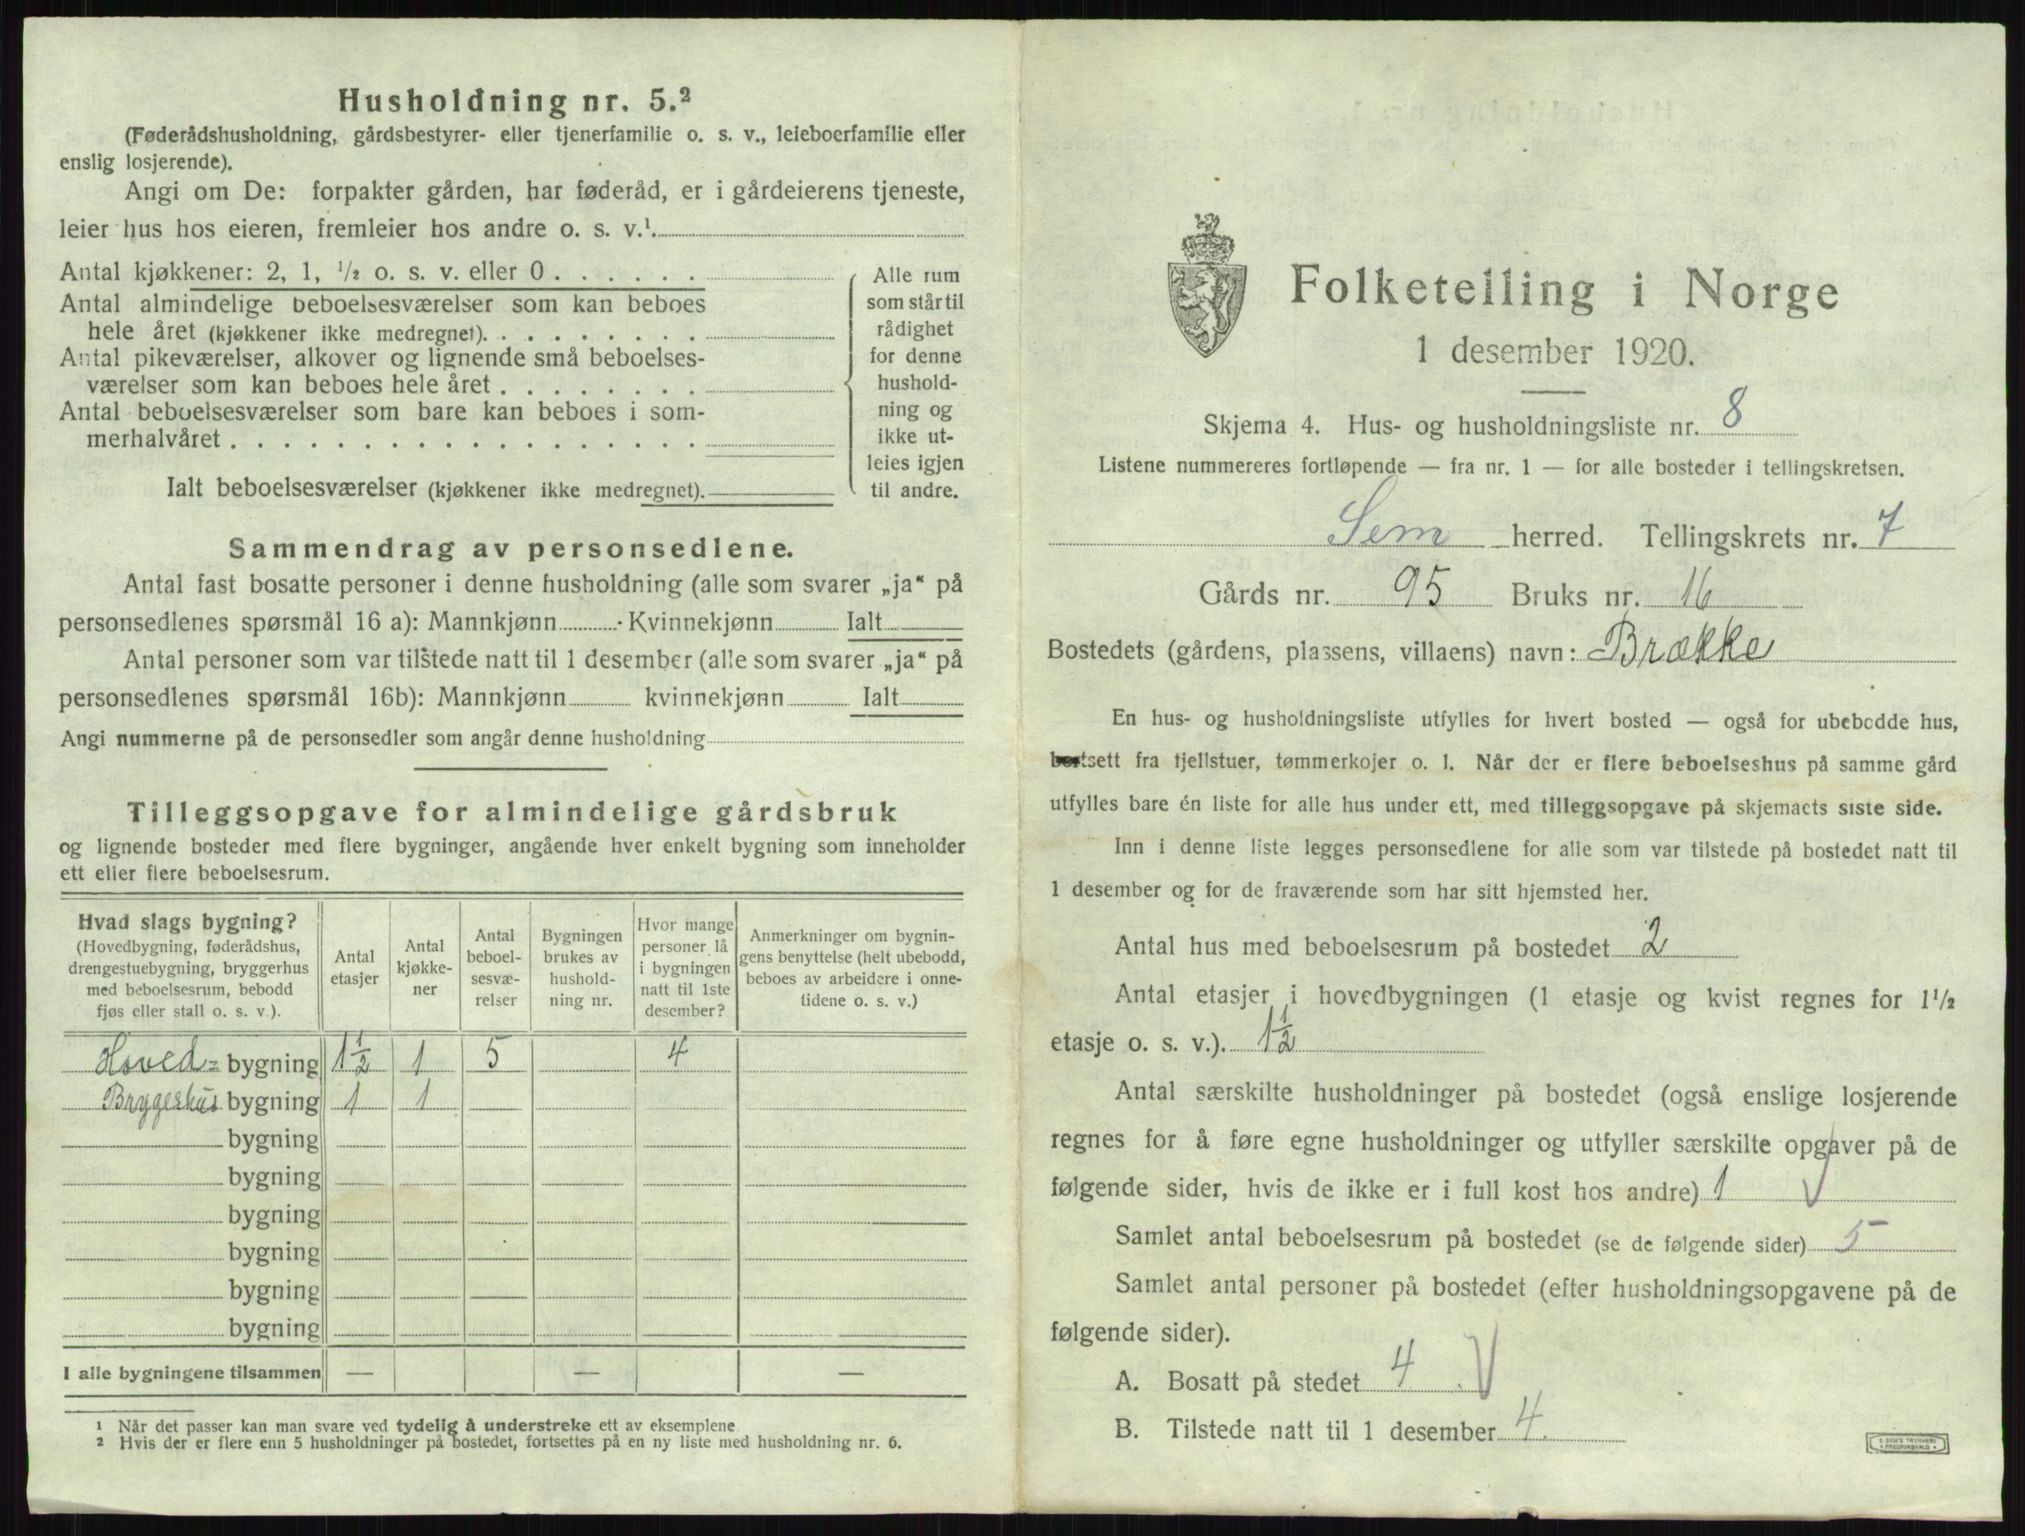 Husholdning nr. 5.²
(Føderådshusholdning, gårdsbestyrer- eller tjenerfamilie o. s. v., leieboerfamilie eller
enslig losjerende).
Angi om De: forpakter gården, har føderåd, er i gårdeierens tjeneste,
leier hus hos eieren, fremleier hos andre o. s. v.¹.
Antal kjøkkener: 2, 1, ¹/₂ o. s. v. eller 0 . . . . . .
Antal almindelige beboelsesværelser som kan beboes
hele året (kjøkkener ikke medregnet). . . . . . . . .
Antal pikeværelser, alkover og lignende små beboelses-
værelser som kan beboes hele året . . . . . . . .
Antal beboelsesværelser som bare kan beboes i som-
merhalvåret . . . . . . . . . . . . . . . . . .
Ialt beboelsesværelser (kjøkkener ikke medregnet).
Alle rum
som står til
rådighet
for denne
hushold-
ning og
ikke ut-
leies igjen
til andre.
Sammendrag av personsedlene.
Antal fast bosatte personer i denne husholdning (alle som svarer „ja“ på
personsedlenes spørsmål 16 a): Mannkjønn Kvinnekjønn Ialt
Antal personer som var tilstede natt til 1 desember (alle som svarer „ja“ på
personsedlenes spørsmål 16b): Mannkjønn kvinnekjønn Ialt
Angi nummerne på de personsedler som angår denne husholdning
Tilleggsopgave for almindelige gårdsbruk
og lignende bosteder med flere bygninger, angående hver enkelt bygning som inneholder
ett eller flere beboelsesrum.
Hvad slags bygning?
(Hovedbygning, føderådshus,
drengestuebygning, bryggerhus
med beboelsesrum, bebodd
fjøs eller stall o. s. v.).
Antal
etasjer
Antal
kjøkke-
ner
Antal
beboel-
sesvæ-
relser
Bygningen
brukes av
hushold-
ning nr.
Hvor mange
personer lå
i bygningen
natt til 1ste
desember?
Anmerkninger om bygnin-
gens benyttelse (helt ubebodd,
beboes av arbeidere i onne-
tidene o. s. v.)
Hoved= bygning 1 1/2 1 5 4
Bryggerhus bygning 1 1
bygning
bygning
bygning
bygning
bygning
bygning
I alle bygningene tilsammen — — —
¹ Når det passer kan man svare ved tydelig å understreke ett av eksemplene.
² Hvis der er flere enn 5 husholdninger på bostedet, fortsettes på en ny liste med husholdning nr. 6.
Folketelling i Norge
1 desember 1920.
Skjema 4. Hus- og husholdningsliste nr. 8
Listene nummereres fortløpende — fra nr. 1 — for alle bosteder i tellingskretsen.
Sem herred. Tellingskrets nr. 7
Gårds nr. 95 Bruks nr. 16
Bostedets (gårdens, plassens, villaens) navn: Brække
En hus- og husholdningsliste utfylles for hvert bosted — også for ubebodde hus,
bortsett fra fjellstuer, tømmerkojer o. l. Når der er flere beboelseshus på samme gård
utfylles bare én liste for alle hus under ett, med tilleggsopgave på skjemaets siste side.
Inn i denne liste legges personsedlene for alle som var tilstede på bostedet natt til
1 desember og for de fraværende som har sitt hjemsted her.
Antal hus med beboelsesrum på bostedet 2
Antal etasjer i hovedbygningen (1 etasje og kvist regnes for 1¹/₂
etasje o. s. v.). 1 1/2
Antal særskilte husholdninger på bostedet (også enslige losjerende
regnes for å føre egne husholdninger og utfyller særskilte opgaver på de
følgende sider, hvis de ikke er i full kost hos andre) 1
Samlet antal beboelsesrum på bostedet (se de følgende sider) 5
Samlet antal personer på bostedet (efter husholdningsopgavene på de
følgende sider).
A. Bosatt på stedet 4
B. Tilstede natt til 1 desember 4.
E. SEM'S TRYKKERI
FREDRIKSHALD